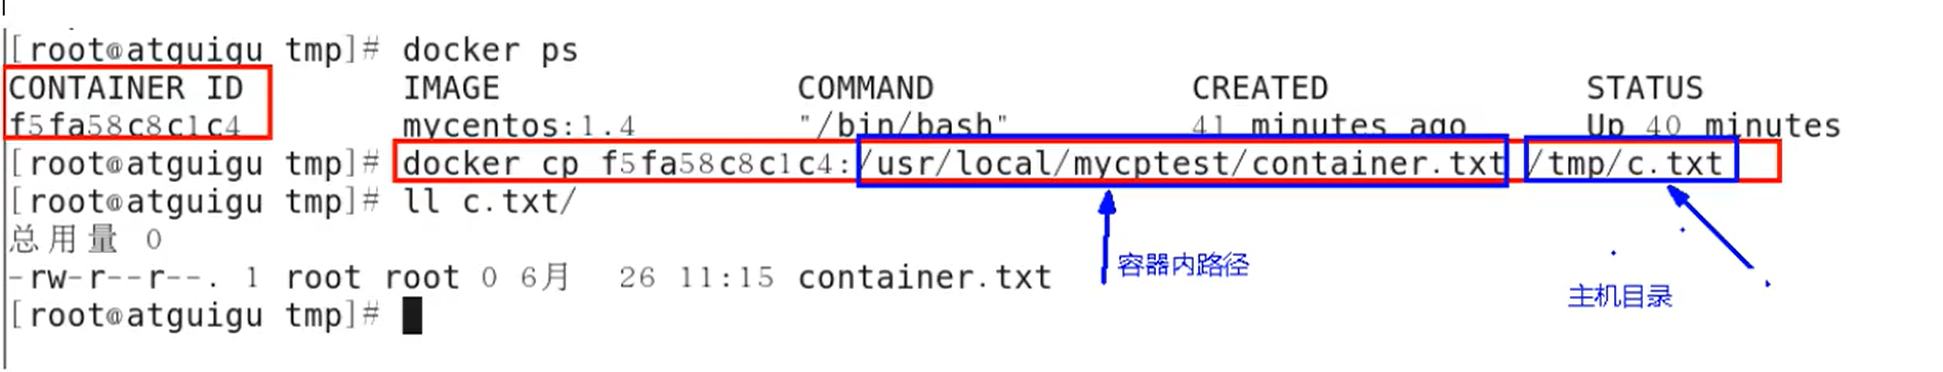 [root@atguigu tmp]# docker ps
CONTAINER ID IMAGE COMMAND CREATED STATUS
f5fa58c8c1c4 mycentos:1.4 "/bin/bash" 41 minutes ago Up 40 minutes
[root@atguigu tmp]# docker cp f5fa58c8c1c4:/usr/local/mycptest/container.txt /tmp/c.txt
[root@atguigu tmp]# ll c.txt/
总用量 0
-rw-r--r--. 1 root root 0 6月 26 11:15 container.txt
容器内路径
主机目录
[root@atguigu tmp]#